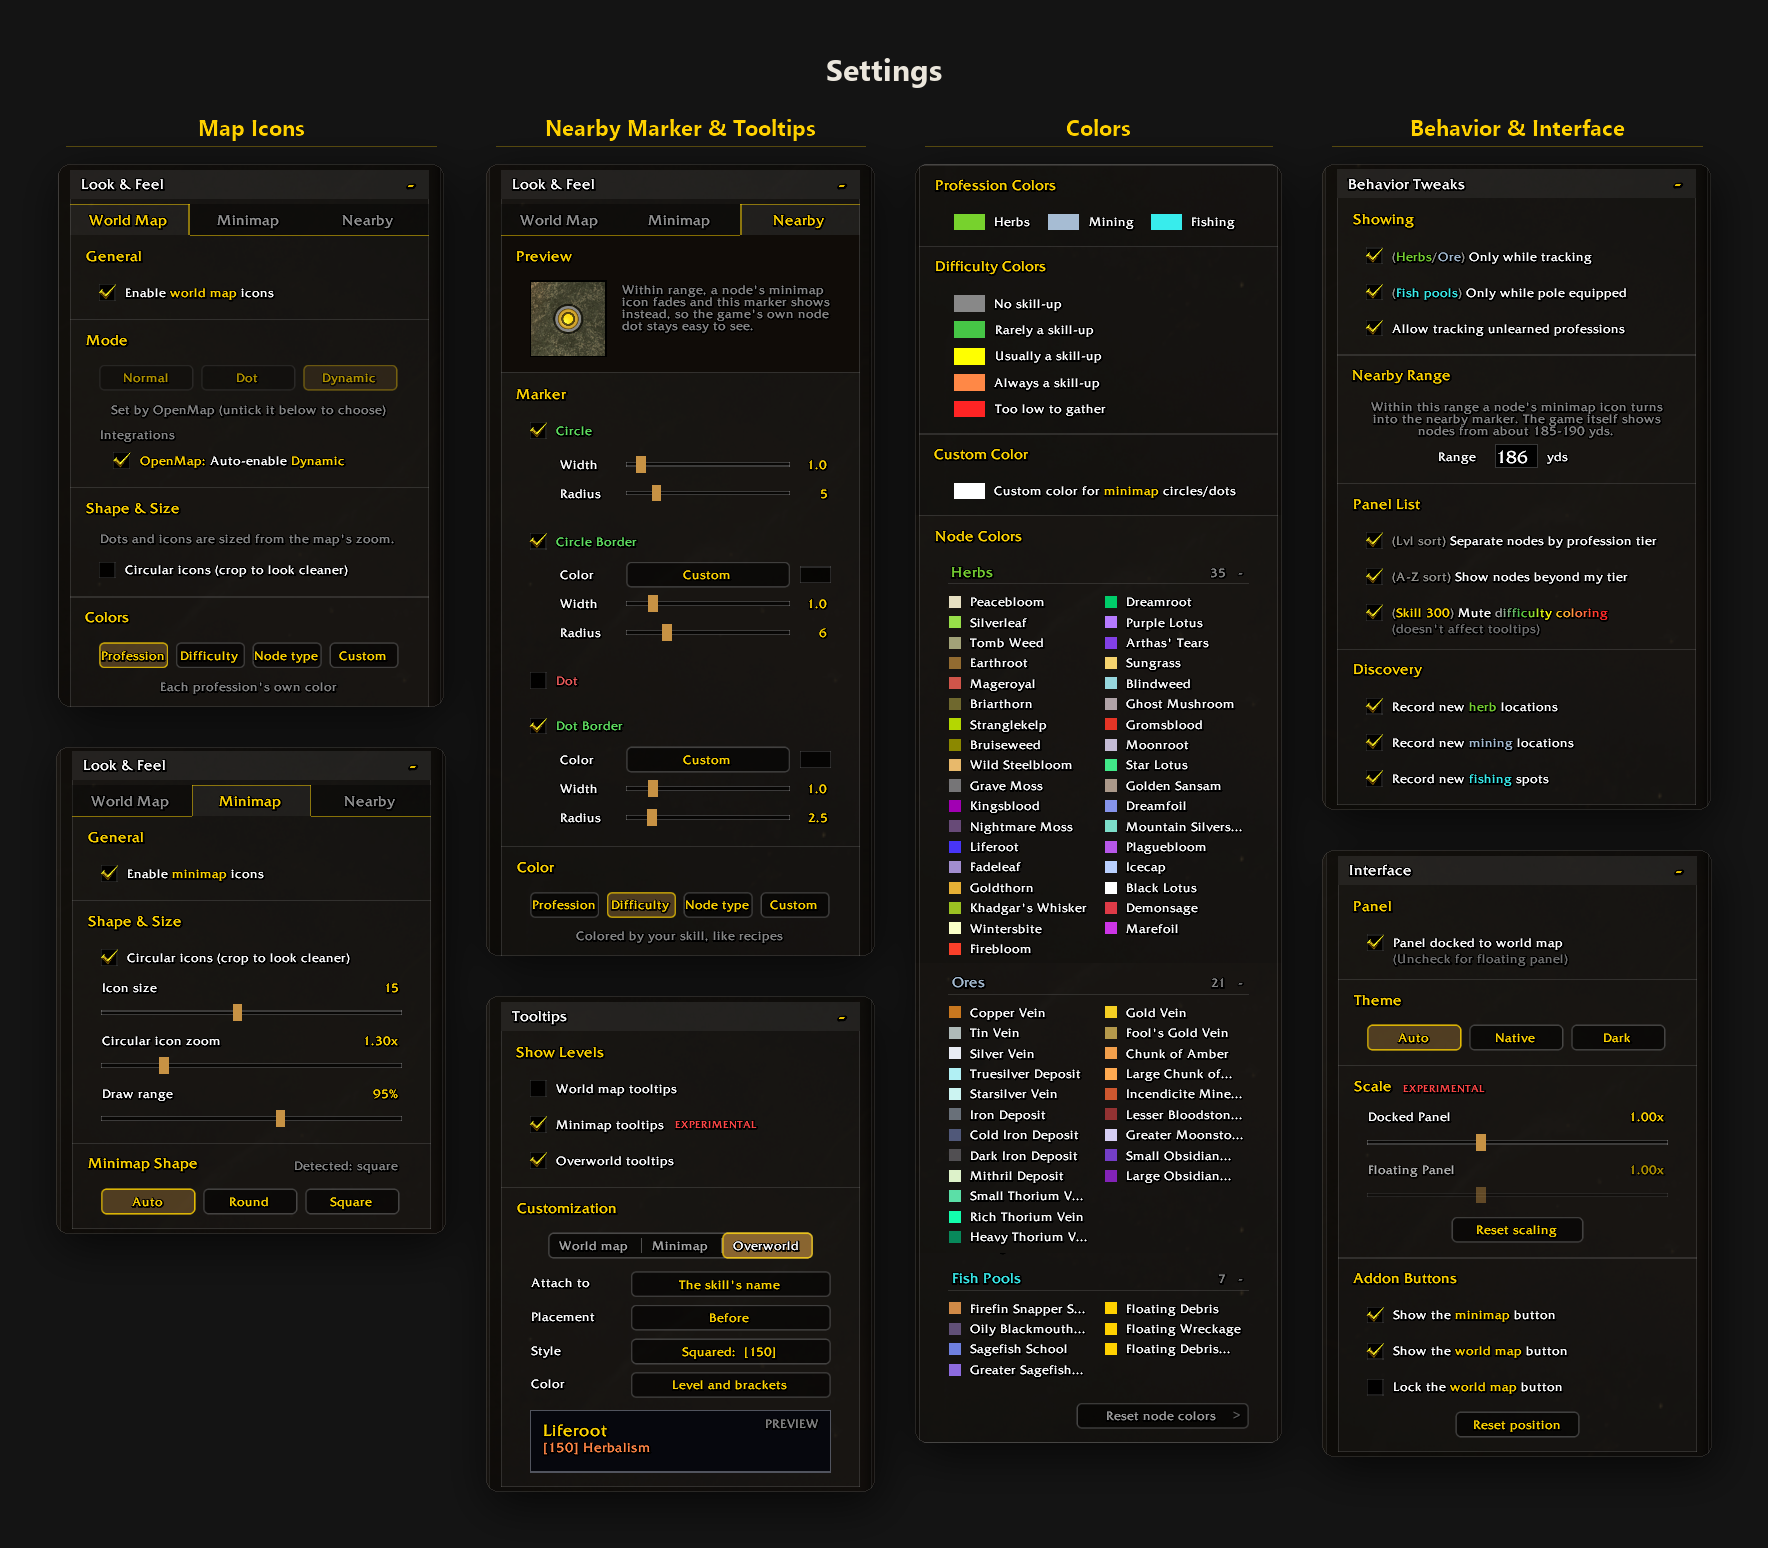 Settings
Map Icons
Look & Feel
-
World Map
Minimap
Nearby
General
Enable world map icons
Mode
Normal
Dot
Dynamic
Set by OpenMap (untick it below to choose)
Integrations
OpenMap: Auto-enable Dynamic
Shape & Size
Dots and icons are sized from the map's zoom.
Circular icons (crop to look cleaner)
Colors
Profession
Difficulty
Node type
Custom
Each profession's own color
Look & Feel
-
World Map
Minimap
Nearby
General
Enable minimap icons
Shape & Size
Circular icons (crop to look cleaner)
Icon size 15
Circular icon zoom 1.30x
Draw range 95%
Minimap Shape Detected: square
Auto
Round
Square
Nearby Marker & Tooltips
Look & Feel
-
World Map
Minimap
Nearby
Preview
Within range, a node's minimap
icon fades and this marker shows
instead, so the game's own node
dot stays easy to see.
Marker
Circle
Width 1.0
Radius 5
Circle Border
Color Custom
Width 1.0
Radius 6
Dot
Dot Border
Color Custom
Width 1.0
Radius 2.5
Color
Profession
Difficulty
Node type
Custom
Colored by your skill, like recipes
Tooltips
-
Show Levels
World map tooltips
Minimap tooltips EXPERIMENTAL
Overworld tooltips
Customization
World map
Minimap
Overworld
Attach to The skill's name
Placement Before
Style Squared: [150]
Color Level and brackets
Liferoot PREVIEW
[150] Herbalism
Colors
Profession Colors
Herbs
Mining
Fishing
Difficulty Colors
No skill-up
Rarely a skill-up
Usually a skill-up
Always a skill-up
Too low to gather
Custom Color
Custom color for minimap circles/dots
Node Colors
Herbs 35 -
Peacebloom
Silverleaf
Tomb Weed
Earthroot
Mageroyal
Briarthorn
Stranglekelp
Bruiseweed
Wild Steelbloom
Grave Moss
Kingsblood
Nightmare Moss
Liferoot
Fadeleaf
Goldthorn
Khadgar's Whisker
Wintersbite
Firebloom
Dreamroot
Purple Lotus
Arthas' Tears
Sungrass
Blindweed
Ghost Mushroom
Gromsblood
Moonroot
Star Lotus
Golden Sansam
Dreamfoil
Mountain Silvers...
Plaguebloom
Icecap
Black Lotus
Demonsage
Marefoil
Ores 21 -
Copper Vein
Tin Vein
Silver Vein
Truesilver Deposit
Starsilver Vein
Iron Deposit
Cold Iron Deposit
Dark Iron Deposit
Mithril Deposit
Small Thorium V...
Rich Thorium Vein
Heavy Thorium V...
Gold Vein
Fool's Gold Vein
Chunk of Amber
Large Chunk of...
Incendicite Mine...
Lesser Bloodston...
Greater Moonsto...
Small Obsidian...
Large Obsidian...
Fish Pools 7 -
Firefin Snapper S...
Oily Blackmouth...
Sagefish School
Greater Sagefish...
Floating Debris
Floating Wreckage
Floating Debris...
Reset node colors >
Behavior & Interface
Behavior Tweaks
-
Showing
(Herbs/Ore) Only while tracking
(Fish pools) Only while pole equipped
Allow tracking unlearned professions
Nearby Range
Within this range a node's minimap icon turns
into the nearby marker. The game itself shows
nodes from about 185-190 yds.
Range 186 yds
Panel List
(Lvl sort) Separate nodes by profession tier
(A-Z sort) Show nodes beyond my tier
(Skill 300) Mute difficulty coloring
(doesn't affect tooltips)
Discovery
Record new herb locations
Record new mining locations
Record new fishing spots
Interface
-
Panel
Panel docked to world map
(Uncheck for floating panel)
Theme
Auto
Native
Dark
Scale EXPERIMENTAL
Docked Panel 1.00x
Floating Panel 1.00x
Reset scaling
Addon Buttons
Show the minimap button
Show the world map button
Lock the world map button
Reset position